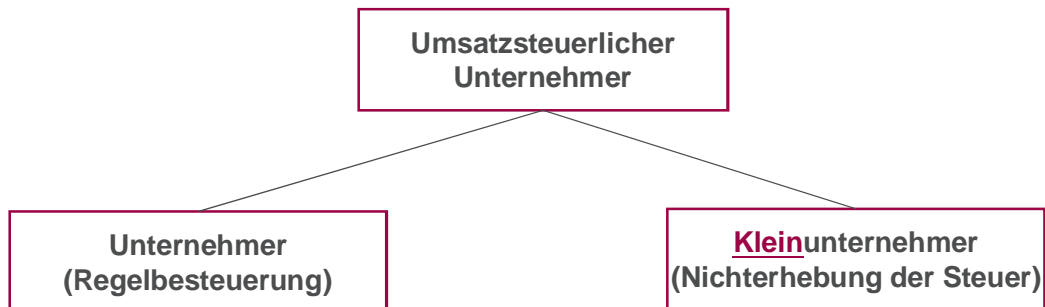 Umsatzsteuerlicher
Unternehmer
Unternehmer
(Regelbesteuerung)
Kleinunternehmer
(Nichterhebung der Steuer)